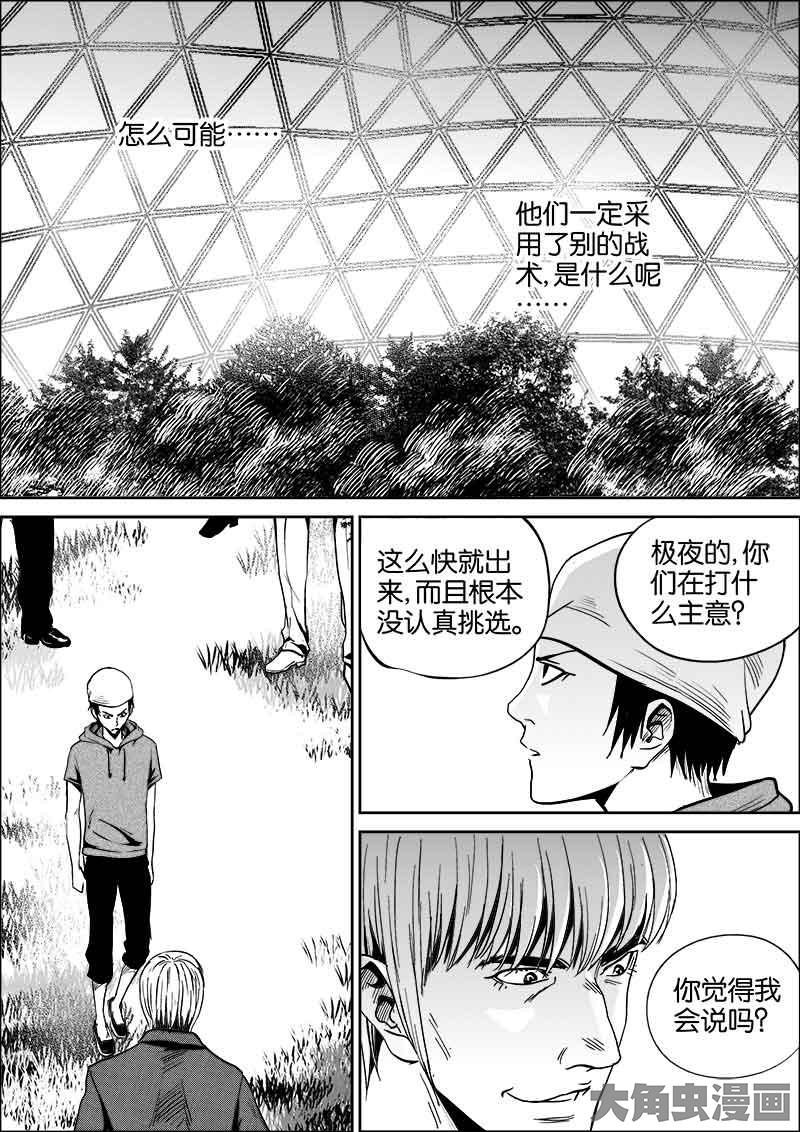 怎么可能……
他们一定采
用了别的战
术,是什么呢
……
这么快就出
来,而且根本
没认真挑选。
极夜的,你
们在打什
么主意?
你觉得我
会说吗?
大角虫漫画